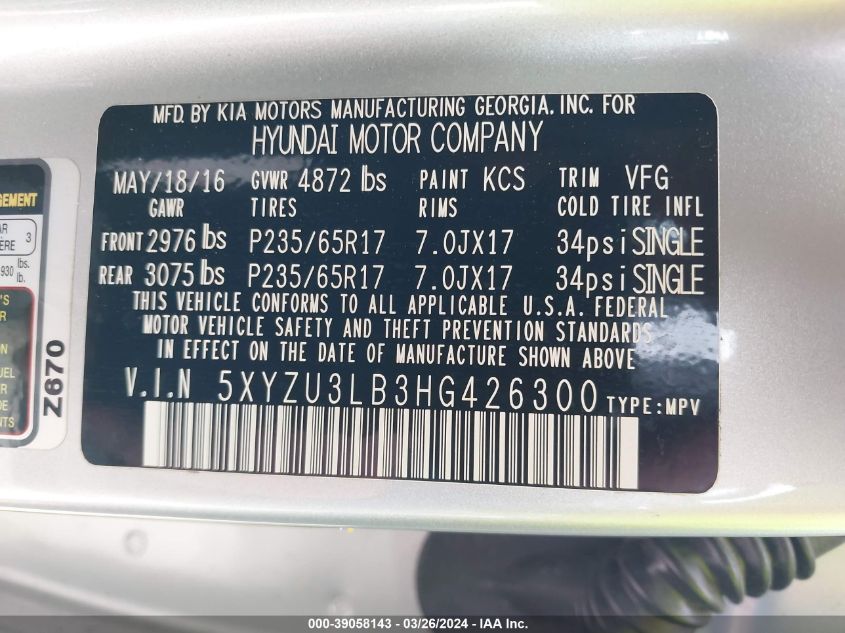 MFD. BY KIA MOTORS MANUFACTURING GEORGIA. INC. FOR
HYUNDAI MOTOR COMPANY
MAY/18/16 GVWR 4872 lbs PAINT KCS TRIM VFG
GAWR TIRES RIMS COLD TIRE INFL
FRONT 2976 lbs P235/65R17 7.0JX17 34psi SINGLE
REAR 3075 lbs P235/65R17 7.0JX17 34psi SINGLE
THIS VEHICLE CONFORMS TO ALL APPLICABLE U.S.A. FEDERAL
MOTOR VEHICLE SAFETY AND THEFT PREVENTION STANDARDS
IN EFFECT ON THE DATE OF MANUFACTURE SHOWN ABOVE.
V.I.N 5XYZU3LB3HG426300 TYPE:MPV
3
930 lbs.
lb.
Z670
000-39058143 - 03/26/2024 - IAA Inc.